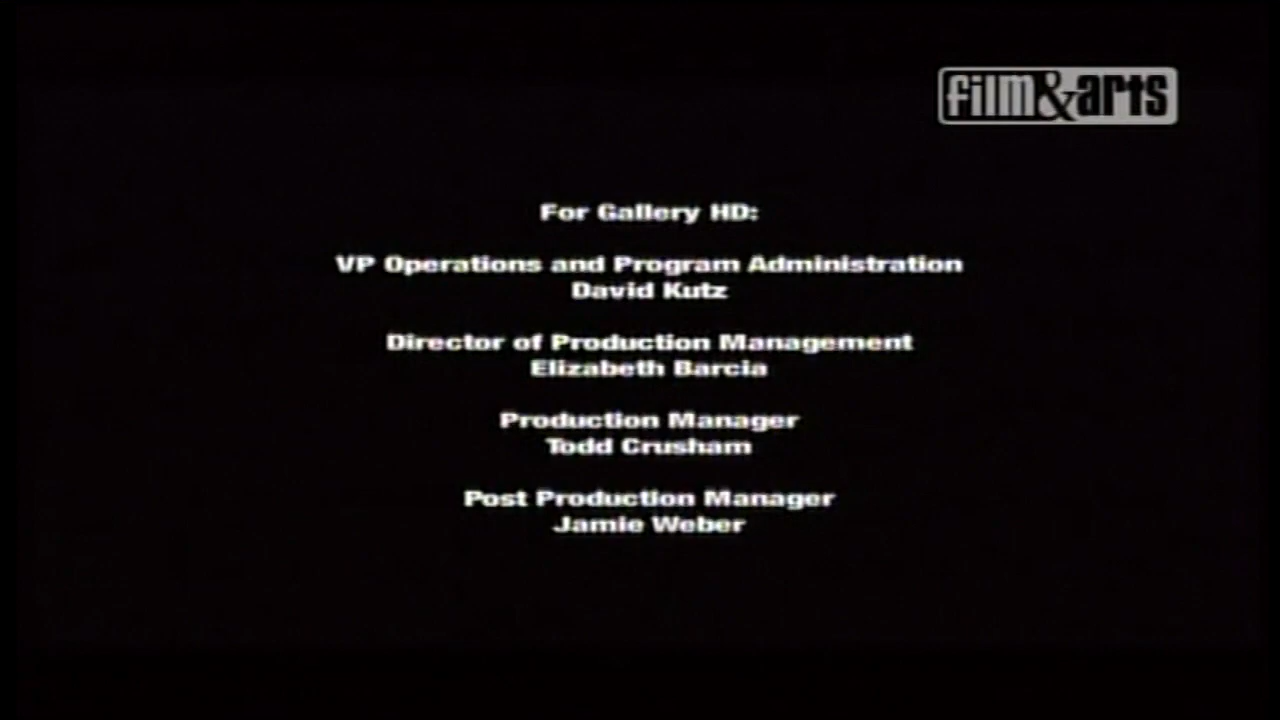 film&arts
For Gallery HD:
VP Operations and Program Administration
David Kutz
Director of Production Management
Elizabeth Barcia
Production Manager
Todd Crusham
Post Production Manager
Jamie Weber